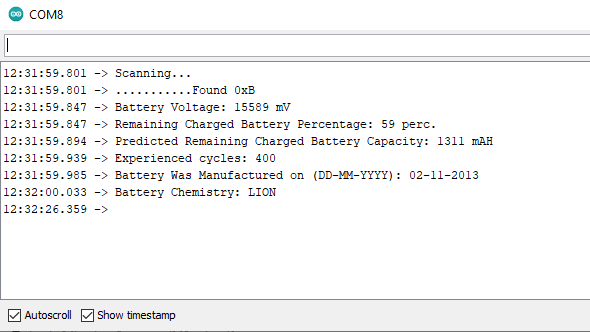 COM8
12:31:59.801 -> Scanning...
12:31:59.801 -> ...........Found 0xB
12:31:59.847 -> Battery Voltage: 15589 mV
12:31:59.847 -> Remaining Charged Battery Percentage: 59 perc.
12:31:59.894 -> Predicted Remaining Charged Battery Capacity: 1311 mAH
12:31:59.939 -> Experienced cycles: 400
12:31:59.985 -> Battery Was Manufactured on (DD-MM-YYYY): 02-11-2013
12:32:00.033 -> Battery Chemistry: LION
12:32:26.359 ->
Autoscroll Show timestamp